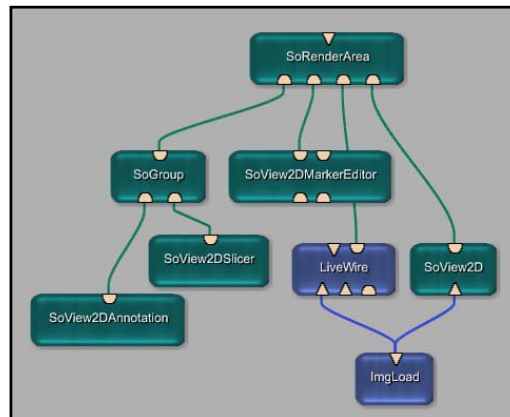 SoRenderArea
SoGroup
SoView2DMarkerEditor
SoView2DSlicer
LiveWire
SoView2D
SoView2DAnnotation
ImgLoad